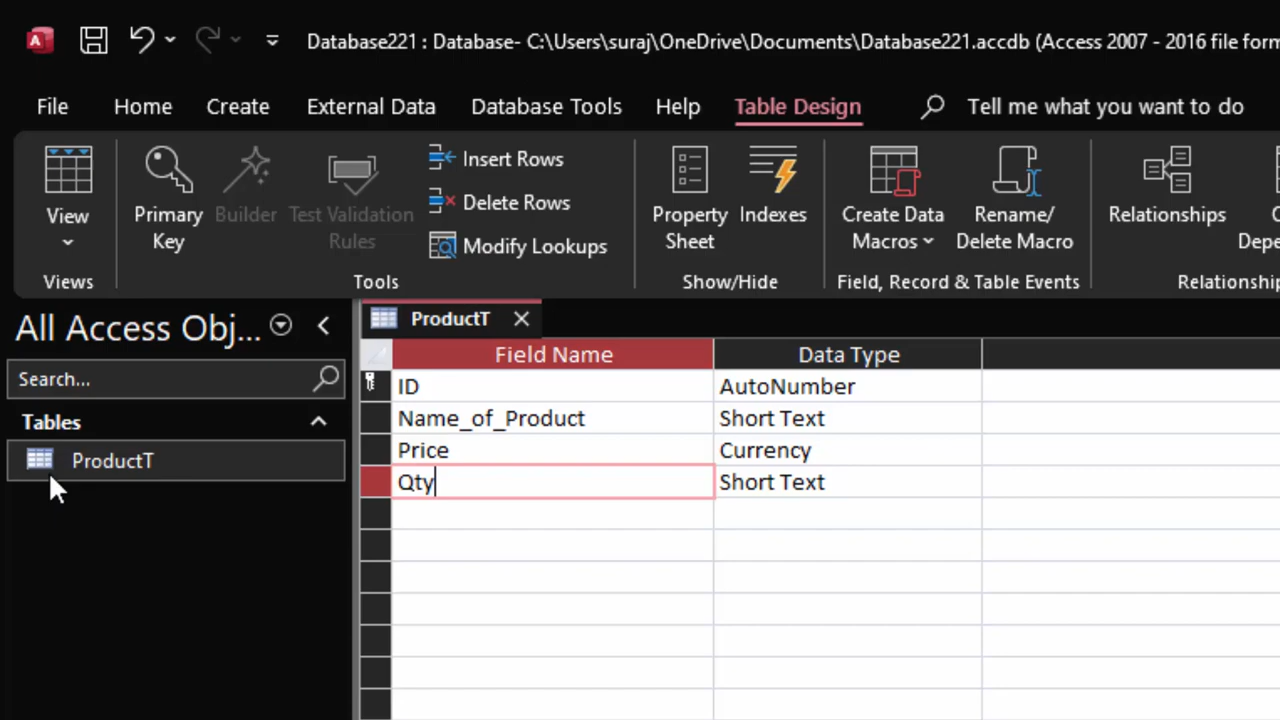 Database221 : Database- C:\Users\suraj\OneDrive\Documents\Database221.accdb (Access 2007 - 2016 file form
File Home Create External Data Database Tools Help Table Design Tell me what you want to do
View
Primary
Key
Builder
Test Validation
Rules
Insert Rows
Delete Rows
Modify Lookups
Property
Sheet
Indexes
Create Data
Macros
Rename/
Delete Macro
Relationships
Depe
Views
Tools
Show/Hide
Field, Record & Table Events
Relationship
All Access Obj...
Search...
Tables
ProductT
ProductT
Field Name Data Type
ID AutoNumber
Name_of_Product Short Text
Price Currency
Qty Short Text